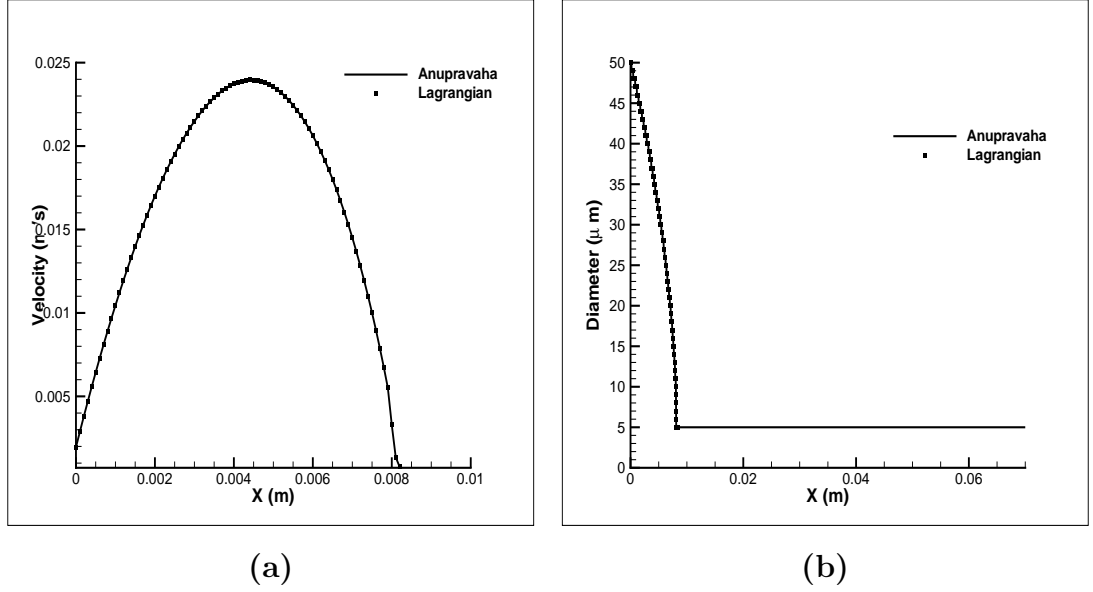 0.025
0.02
0.015
0.01
0.005
Velocity (m/s)
0
0.002
0.004
0.006
0.008
0.01
X (m)
Anupravaha
Lagrangian
(a)
50
45
40
35
30
25
20
15
10
5
0
Diameter (μ m)
0
0.02
0.04
0.06
X (m)
Anupravaha
Lagrangian
(b)